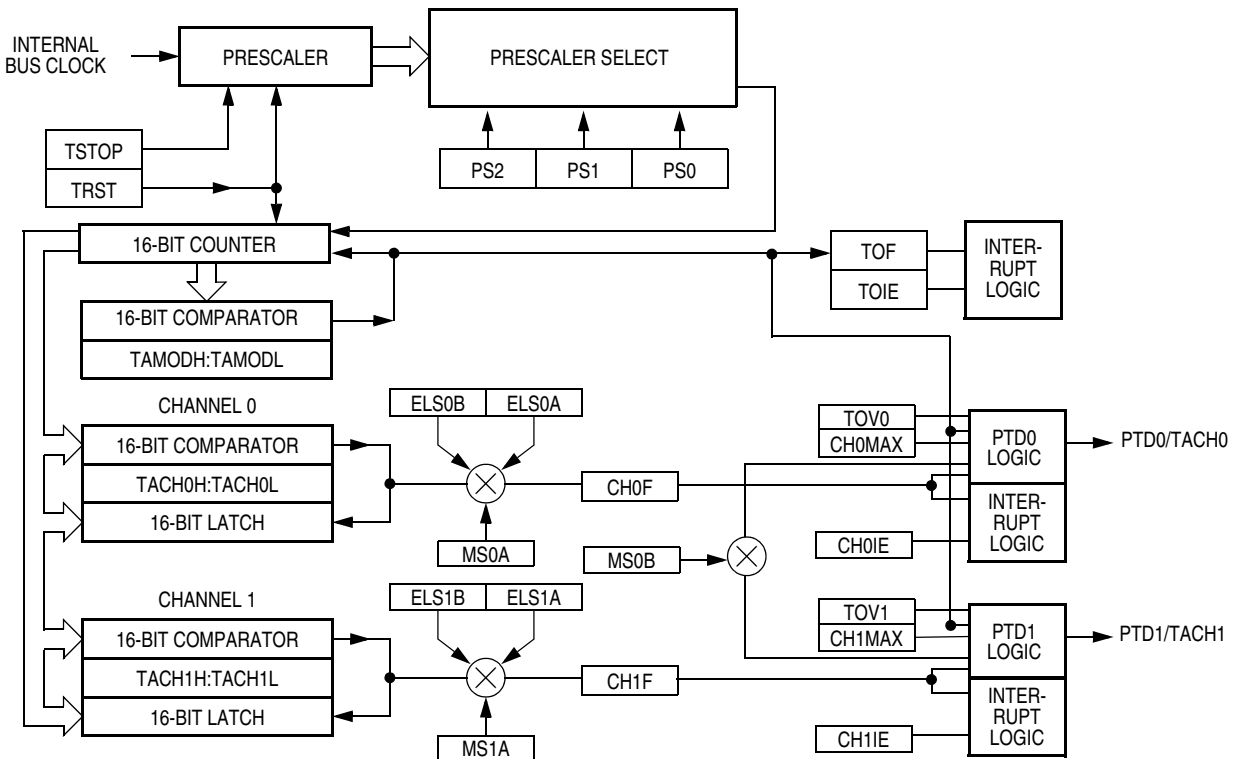 INTERNAL
BUS CLOCK
PRESCALER
PRESCALER SELECT
TSTOP
TRST
PS2
PS1
PS0
16-BIT COUNTER
TOF
TOIE
INTER-
RUPT
LOGIC
16-BIT COMPARATOR
TAMODH:TAMODL
CHANNEL 0
ELS0B
ELS0A
16-BIT COMPARATOR
TACH0H:TACH0L
16-BIT LATCH
MS0A
CH0F
MS0B
TOV0
CH0MAX
PTD0
LOGIC
PTD0/TACH0
INTER-
RUPT
LOGIC
CH0IE
CHANNEL 1
ELS1B
ELS1A
16-BIT COMPARATOR
TACH1H:TACH1L
16-BIT LATCH
MS1A
CH1F
TOV1
CH1MAX
PTD1
LOGIC
PTD1/TACH1
INTER-
RUPT
LOGIC
CH1IE